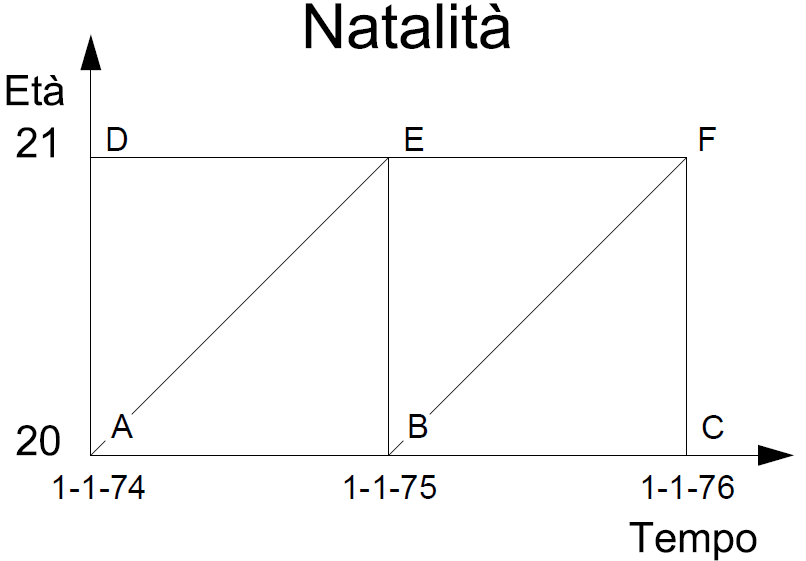 Natalità
Età
21
D
E
F
20
A
B
C
1-1-74
1-1-75
1-1-76
Tempo